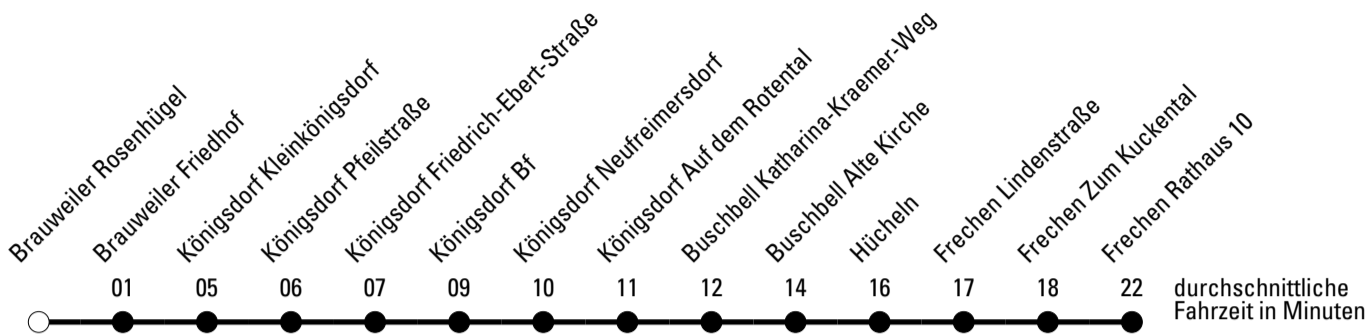 Brauweiler Rosenhügel
Brauweiler Friedhof
Königsdorf Kleinkönigsdorf
Königsdorf Pfeilstraße
Königsdorf Friedrich-Ebert-Straße
Königsdorf Bf
Königsdorf Neufreimersdorf
Königsdorf Auf dem Rotental
Buschbell Katharina-Kraemer-Weg
Buschbell Alte Kirche
Hücheln
Frechen Lindenstraße
Frechen Zum Kuckental
Frechen Rathaus 10
01 05 06 07 09 10 11 12 14 16 17 18 22
durchschnittliche
Fahrzeit in Minuten